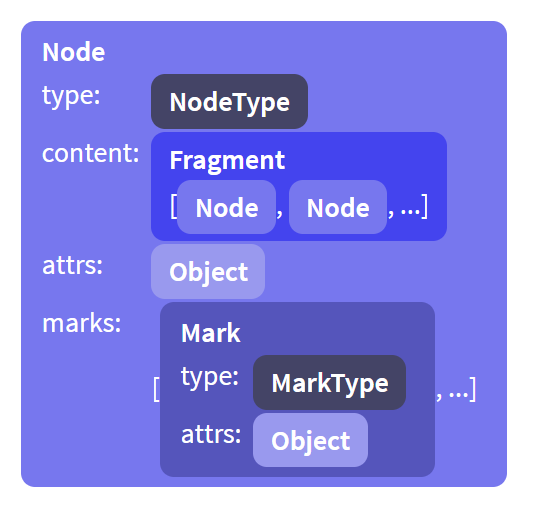 Node
type: NodeType
content: Fragment
[Node, Node, ...]
attrs: Object
marks: Mark
type: MarkType
[, ...]
attrs: Object